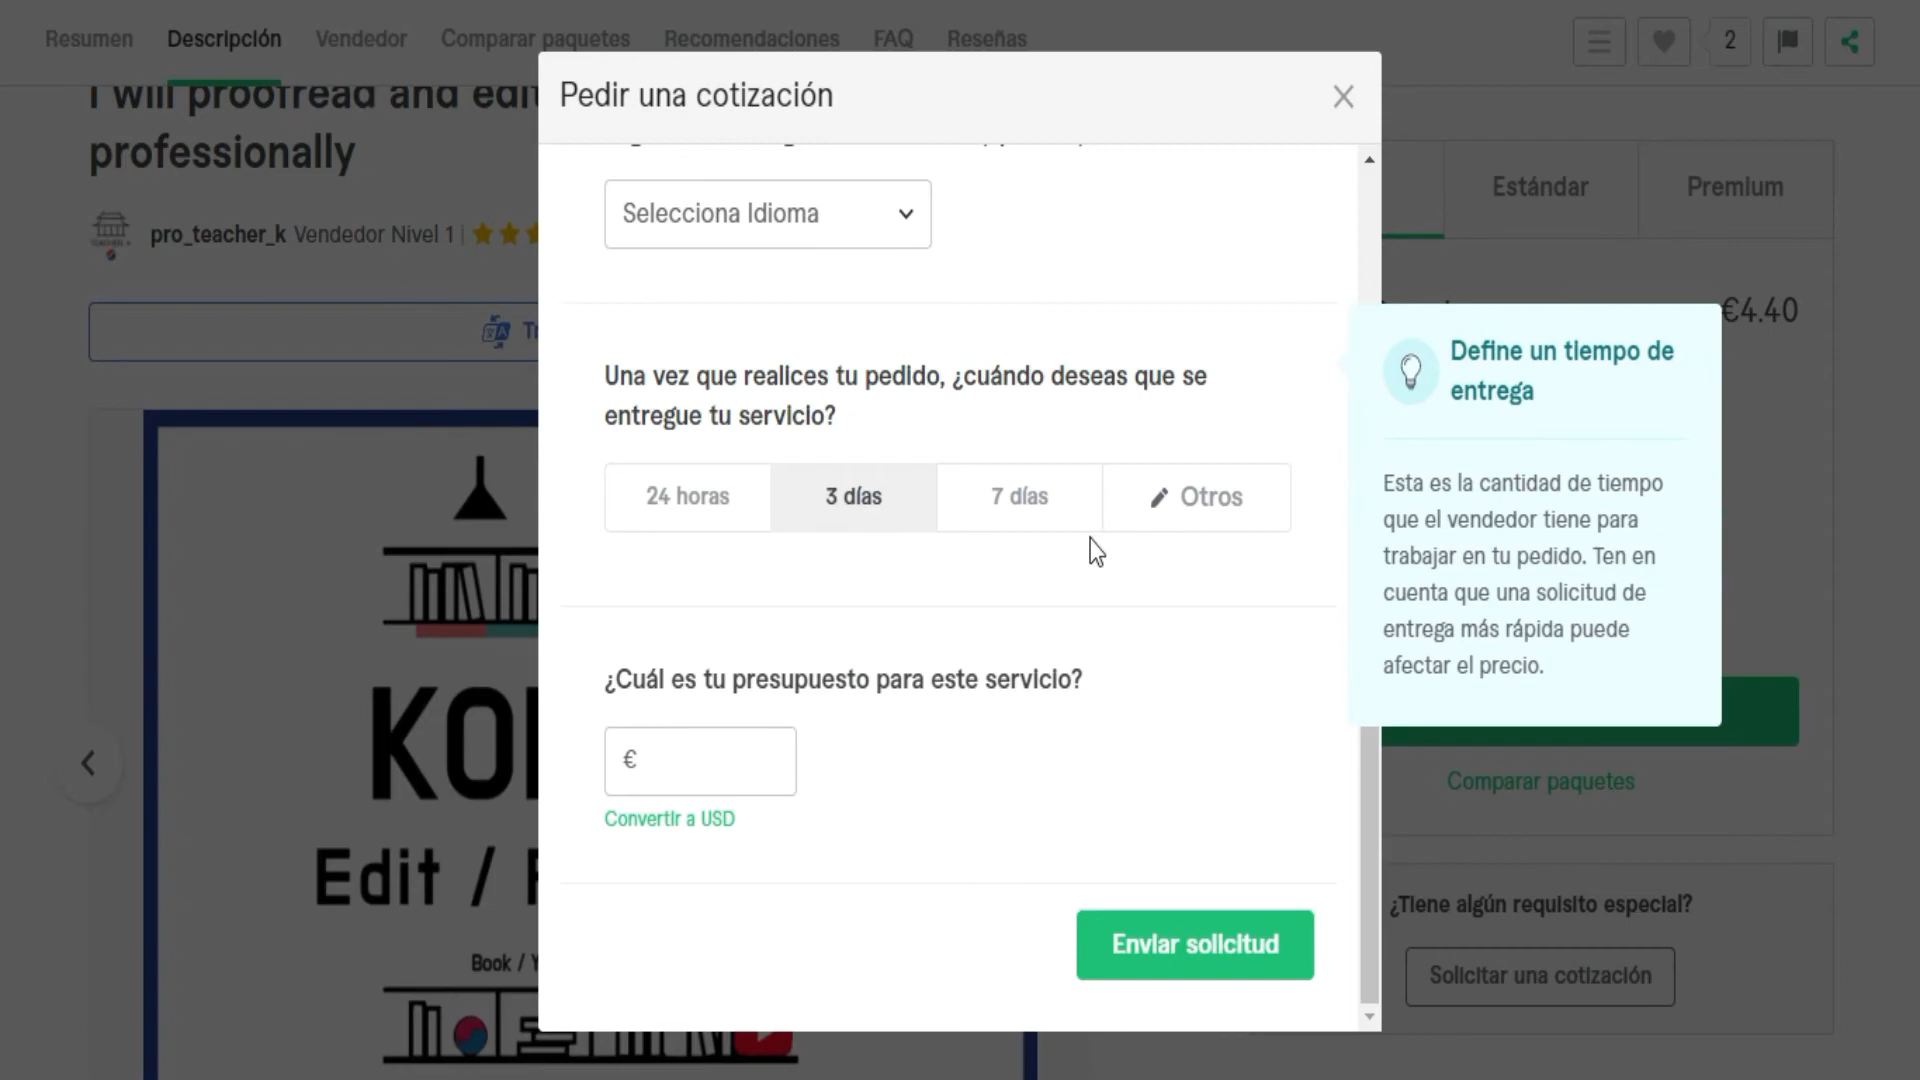 Resumen
Descripción
Vendedor
Comparar paquetes
Recomendaciones
FAQ
Reseñas
2
I will proofread and edi
professionally
pro_teacher_k Vendedor Nivel 1
Pedir una cotización
Selecciona Idioma
Una vez que realices tu pedido, ¿cuándo deseas que se
entregue tu servicio?
24 horas
3 días
7 días
Otros
¿Cuál es tu presupuesto para este servicio?
€
Convertir a USD
Enviar solicitud
Estándar
Premium
€4.40
Define un tiempo de
entrega
Esta es la cantidad de tiempo
que el vendedor tiene para
trabajar en tu pedido. Ten en
cuenta que una solicitud de
entrega más rápida puede
afectar el precio.
Comparar paquetes
¿Tiene algún requisito especial?
Solicitar una cotización
KO
Edit /
Book /